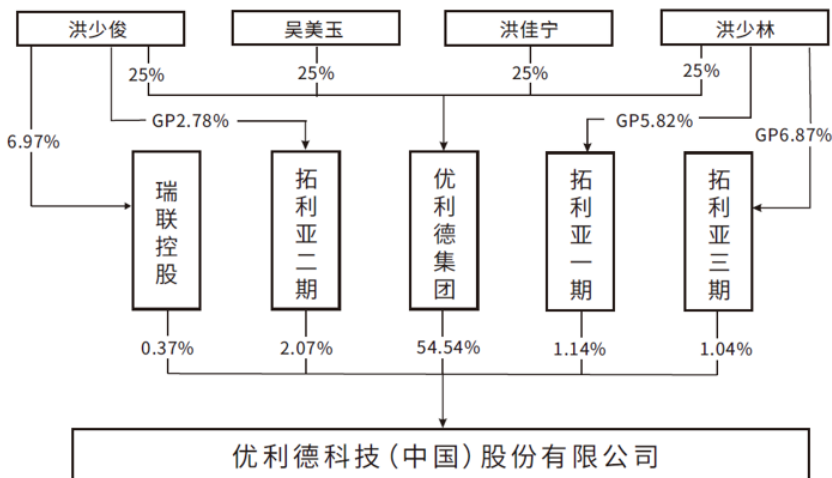 洪少俊
吴美玉
洪佳宁
洪少林
25%
25%
25%
25%
6.97%
GP2.78%
GP5.82%
GP6.87%
瑞联控股
拓利亚二期
优利德集团
拓利亚一期
拓利亚三期
0.37%
2.07%
54.54%
1.14%
1.04%
优利德科技（中国）股份有限公司